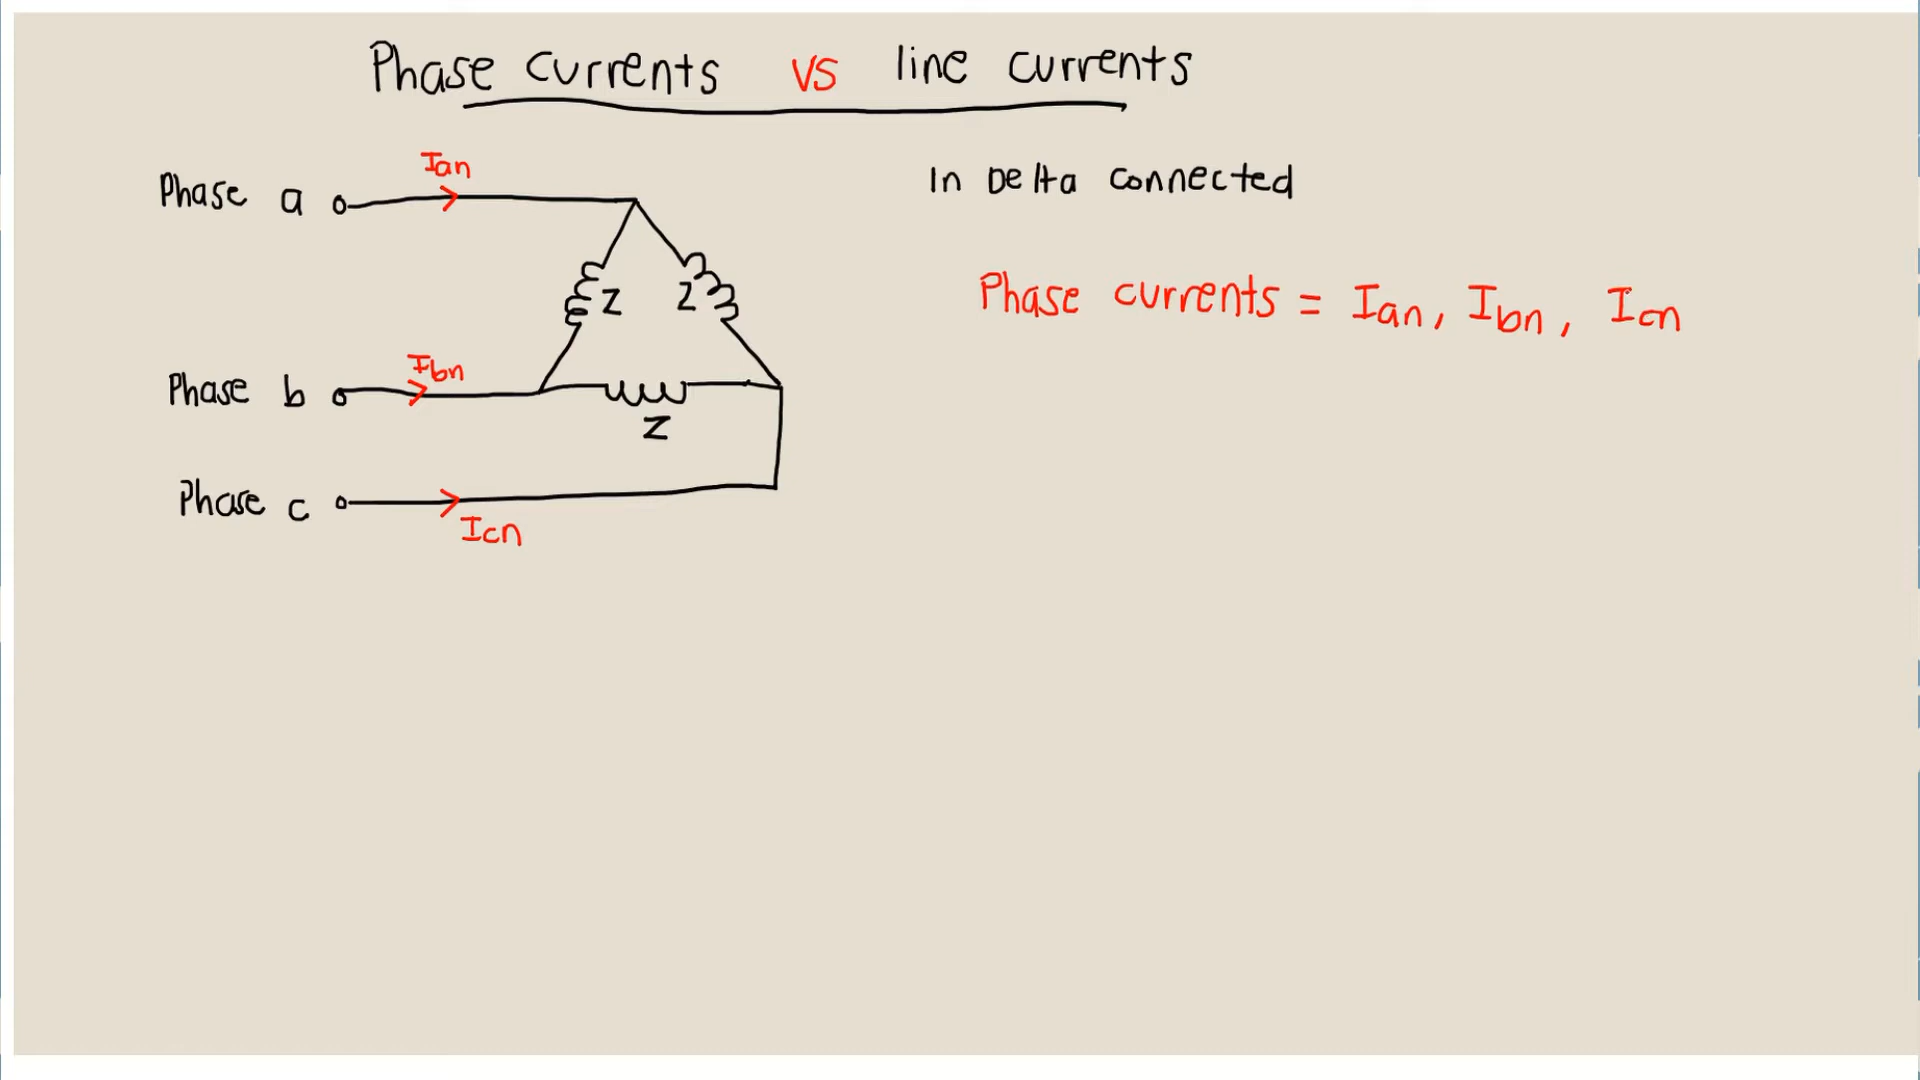 Phase currents vs line currents
Ian
Phase a
In Delta connected
Z Z
Phase currents = Ian, Ibn, Icn
Ibn
Phase b
Z
Phase c
Icn